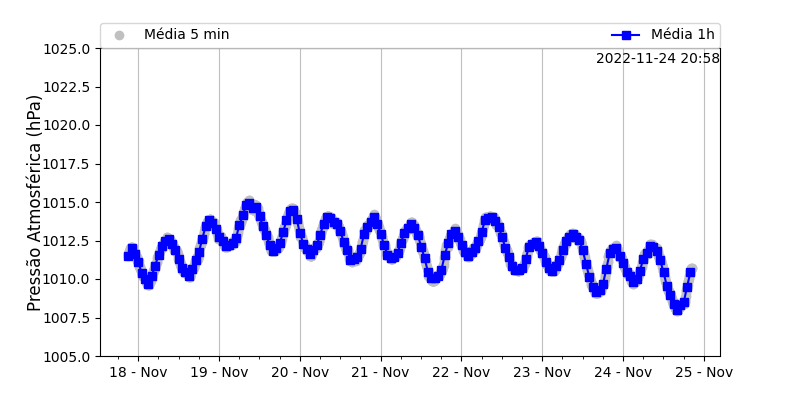 Média 5 min
Média 1h
2022-11-24 20:58
Pressão Atmosférica (hPa)
1025.0
1022.5
1020.0
1017.5
1015.0
1012.5
1010.0
1007.5
1005.0
18 - Nov
19 - Nov
20 - Nov
21 - Nov
22 - Nov
23 - Nov
24 - Nov
25 - Nov